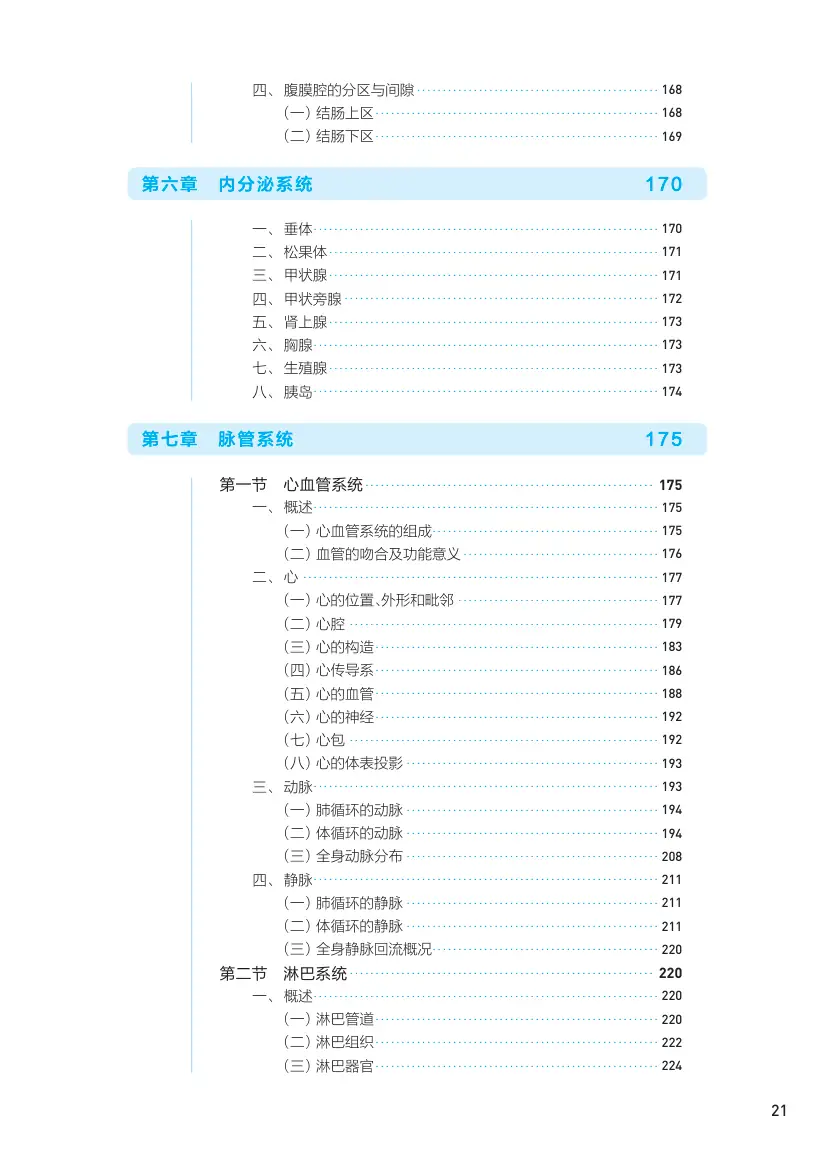 四、腹膜腔的分区与间隙 168
（一）结肠上区 168
（二）结肠下区 169
第六章 内分泌系统 170
一、垂体 170
二、松果体 171
三、甲状腺 171
四、甲状旁腺 172
五、肾上腺 173
六、胸腺 173
七、生殖腺 173
八、胰岛 174
第七章 脉管系统 175
第一节 心血管系统 175
一、概述 175
（一）心血管系统的组成 175
（二）血管的吻合及功能意义 176
二、心 177
（一）心的位置、外形和毗邻 177
（二）心腔 179
（三）心的构造 183
（四）心传导系 186
（五）心的血管 188
（六）心的神经 192
（七）心包 192
（八）心的体表投影 193
三、动脉 193
（一）肺循环的动脉 194
（二）体循环的动脉 194
（三）全身动脉分布 208
四、静脉 211
（一）肺循环的静脉 211
（二）体循环的静脉 211
（三）全身静脉回流概况 220
第二节 淋巴系统 220
一、概述 220
（一）淋巴管道 220
（二）淋巴组织 222
（三）淋巴器官 224
21